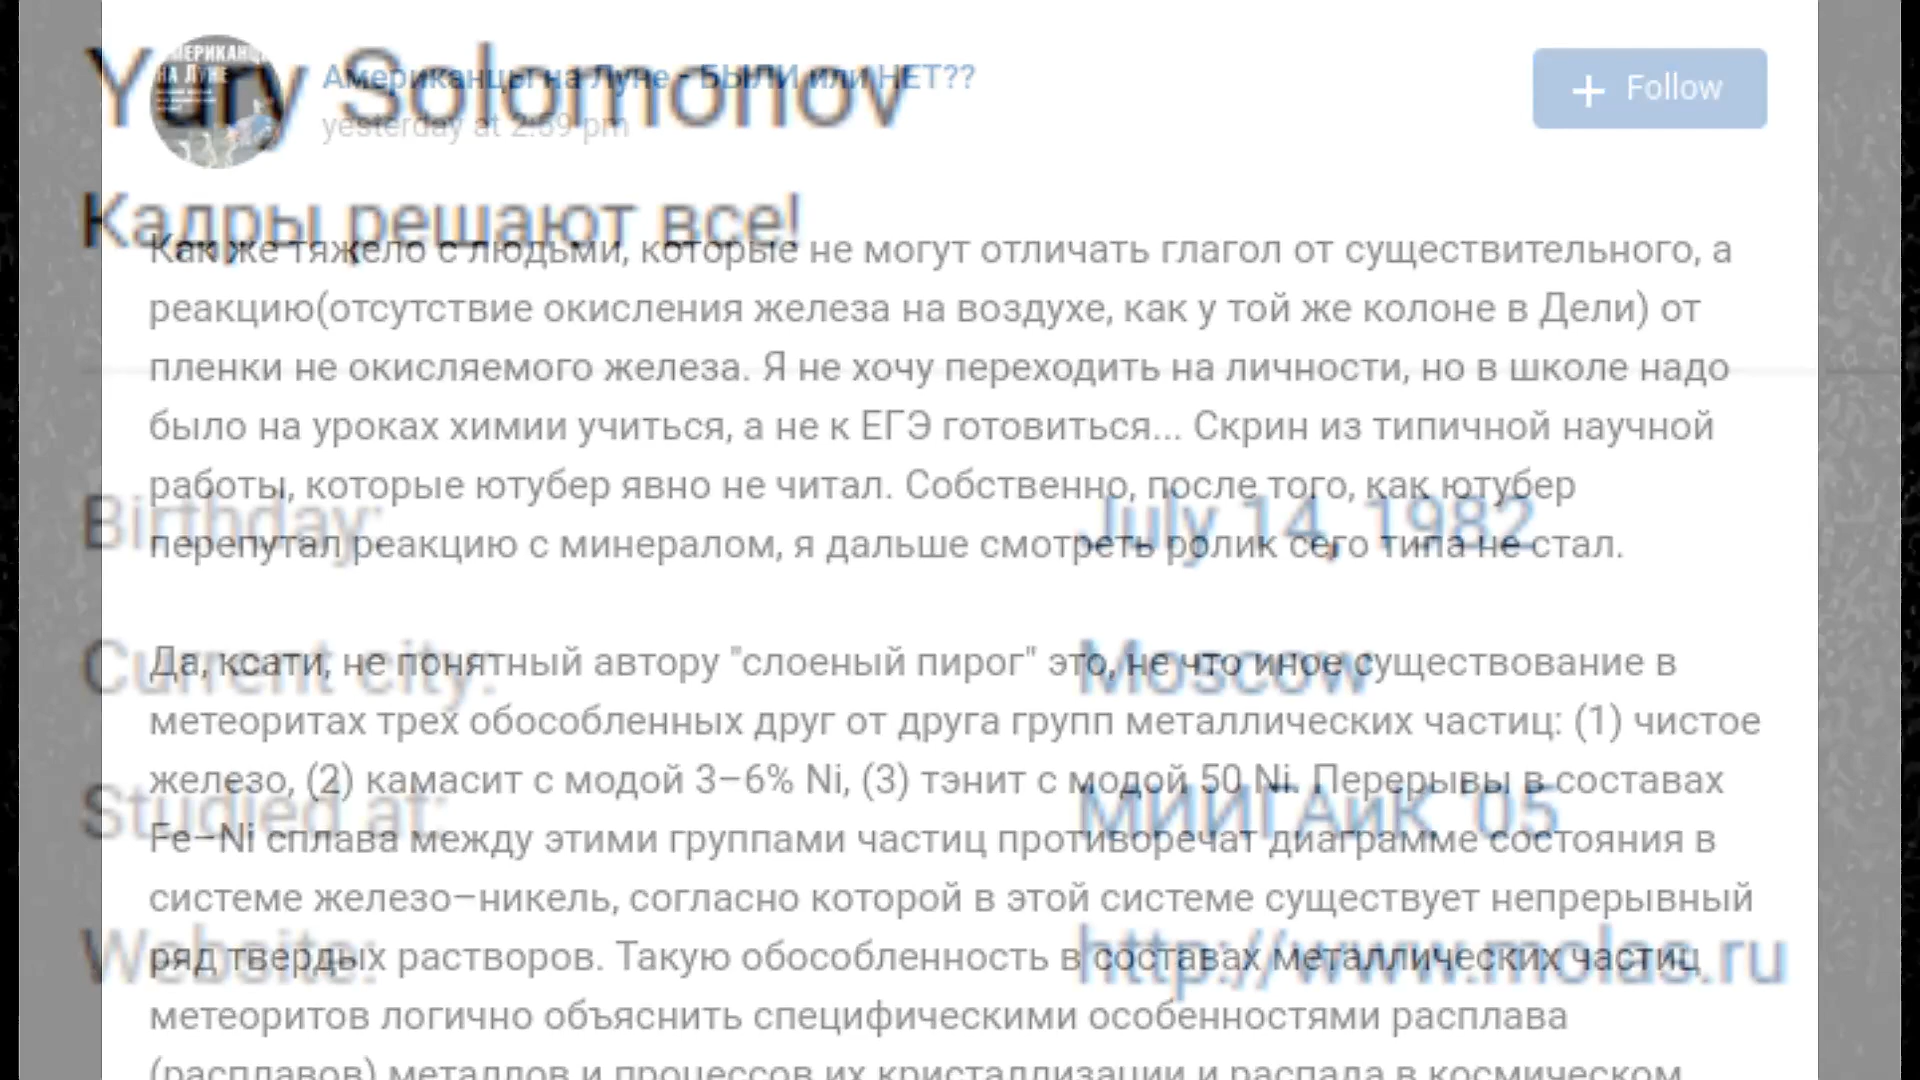 Yury Solomonov
Американцы на Луне - БЫЛИ или НЕТ??
yesterday at 2:59 pm
Follow
Кадры решают все!
Как же тяжело с людьми, которые не могут отличать глагол от существительного, а
реакцию(отсутствие окисления железа на воздухе, как у той же колоне в Дели) от
пленки не окисляемого железа. Я не хочу переходить на личности, но в школе надо
было на уроках химии учиться, а не к ЕГЭ готовиться... Скрин из типичной научной
работы, которые ютубер явно не читал. Собственно, после того, как ютубер
Birthday: July 14, 1982
перепутал реакцию с минералом, я дальше смотреть ролик сего типа не стал.
Да, ксати, не понятный автору "слоеный пирог" это, не что иное существование в
Current city: Moscow
метеоритах трех обособленных друг от друга групп металлических частиц: (1) чистое
железо, (2) камасит с модой 3–6% Ni, (3) тэнит с модой 50 Ni. Перерывы в составах
Studied at: МИИГАиК '05
Fe–Ni сплава между этими группами частиц противоречат диаграмме состояния в
системе железо–никель, согласно которой в этой системе существует непрерывный
ряд твердых растворов. Такую обособленность в составах металлических частиц
Website: http://www.molas.ru
метеоритов логично объяснить специфическими особенностями расплава
(расплавов) металлов и процессов их кристаллизации и распада в космическом